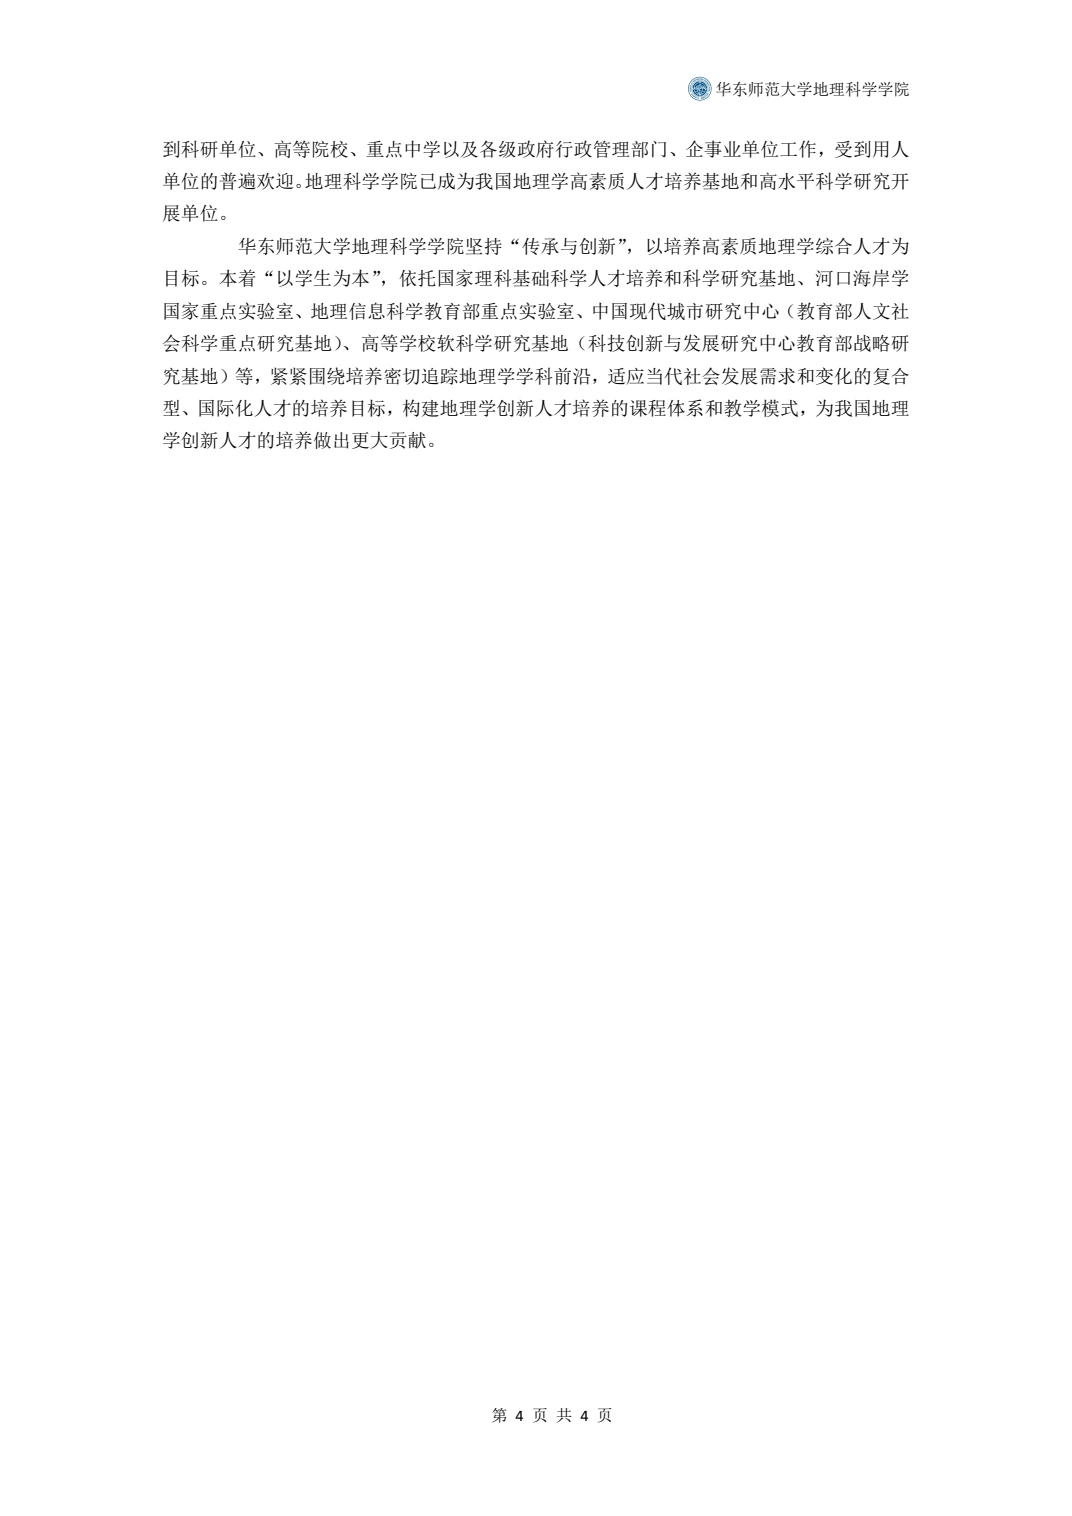 华东师范大学地理科学学院
到科研单位、高等院校、重点中学以及各级政府行政管理部门、企事业单位工作，受到用人
单位的普遍欢迎。地理科学学院已成为我国地理学高素质人才培养基地和高水平科学研究开
展单位。
华东师范大学地理科学学院坚持“传承与创新”，以培养高素质地理学综合人才为
目标。本着“以学生为本”，依托国家理科基础科学人才培养和科学研究基地、河口海岸学
国家重点实验室、地理信息科学教育部重点实验室、中国现代城市研究中心（教育部人文社
会科学重点研究基地）、高等学校软科学研究基地（科技创新与发展研究中心教育部战略研
究基地）等，紧紧围绕培养密切追踪地理学学科前沿，适应当代社会发展需求和变化的复合
型、国际化人才的培养目标，构建地理学创新人才培养的课程体系和教学模式，为我国地理
学创新人才的培养做出更大贡献。
第 4 页 共 4 页